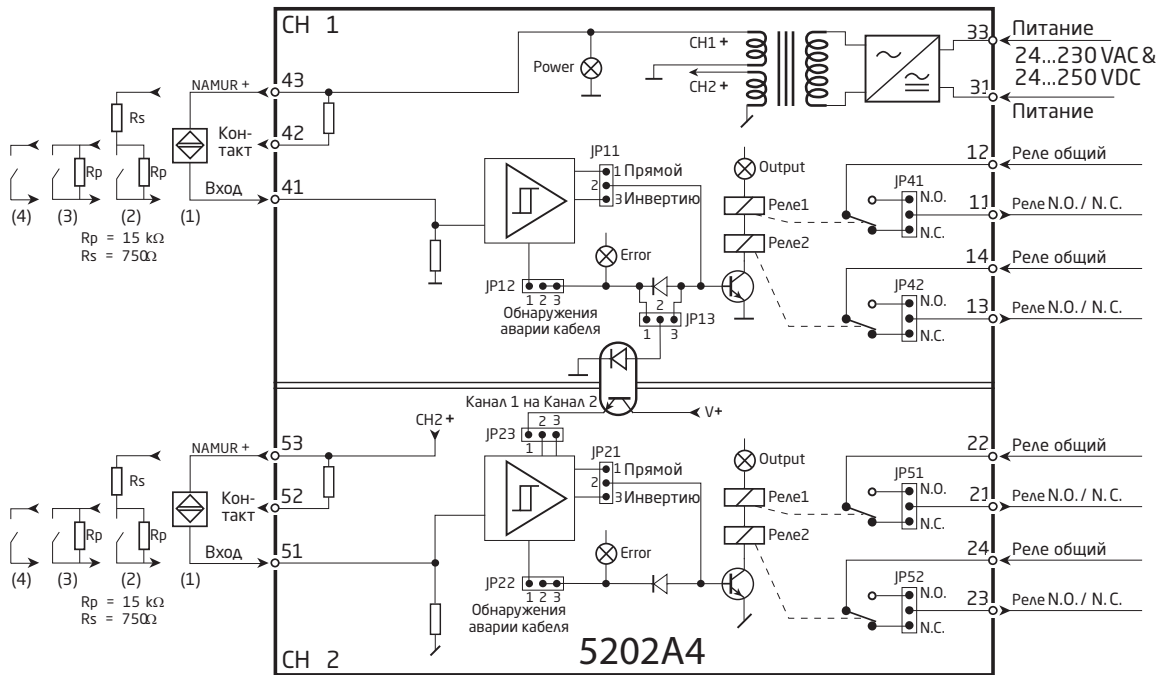 CH 1
33
Питание
24...230 VAC &
24...250 VDC
31
Питание
CH1 +
CH2 +
Power
NAMUR +
43
Rs
Кон-
такт
42
Rp
Rp
Вход
41
(4)
(3)
(2)
(1)
Rp = 15 kΩ
Rs = 750Ω
JP11
1 Прямой
2
3 Инвертию
Output
Реле1
Реле2
Error
JP12
1 2 3
Обнаружения
аварии кабеля
2
JP13
1 3
12
Реле общий
JP41
N.O.
11
Реле N.O. / N. C.
N.C.
14
Реле общий
JP42
N.O.
13
Реле N.O. / N. C.
N.C.
Канал 1 на Канал 2
V+
CH2 +
JP23
2 3
1
NAMUR +
53
Rs
Кон-
такт
52
Rp
Rp
Вход
51
(4)
(3)
(2)
(1)
Rp = 15 kΩ
Rs = 750Ω
JP21
1 Прямой
2
3 Инвертию
Output
Реле1
Реле2
Error
JP22
1 2 3
Обнаружения
аварии кабеля
22
Реле общий
JP51
N.O.
21
Реле N.O. / N. C.
N.C.
24
Реле общий
JP52
N.O.
23
Реле N.O. / N. C.
N.C.
CH 2
5202A4